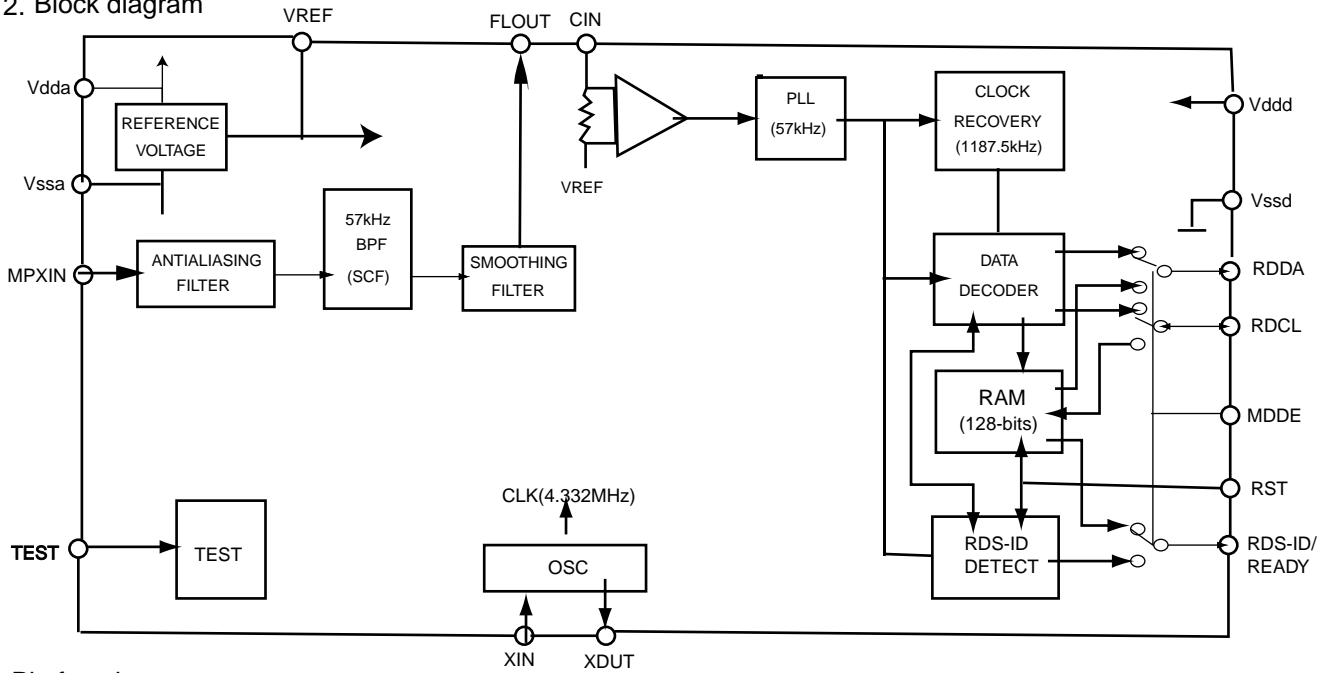 2. Block diagram
VREF
FLOUT
CIN
Vdda
REFERENCE
VOLTAGE
Vssa
VREF
PLL
(57kHz)
CLOCK
RECOVERY
(1187.5kHz)
Vddd
Vssd
MPXIN
ANTIALIASING
FILTER
57kHz
BPF
(SCF)
SMOOTHING
FILTER
DATA
DECODER
RDDA
RDCL
RAM
(128-bits)
MDDE
RST
CLK(4.332MHz)
TEST
TEST
OSC
RDS-ID
DETECT
RDS-ID/
READY
XIN
XDUT